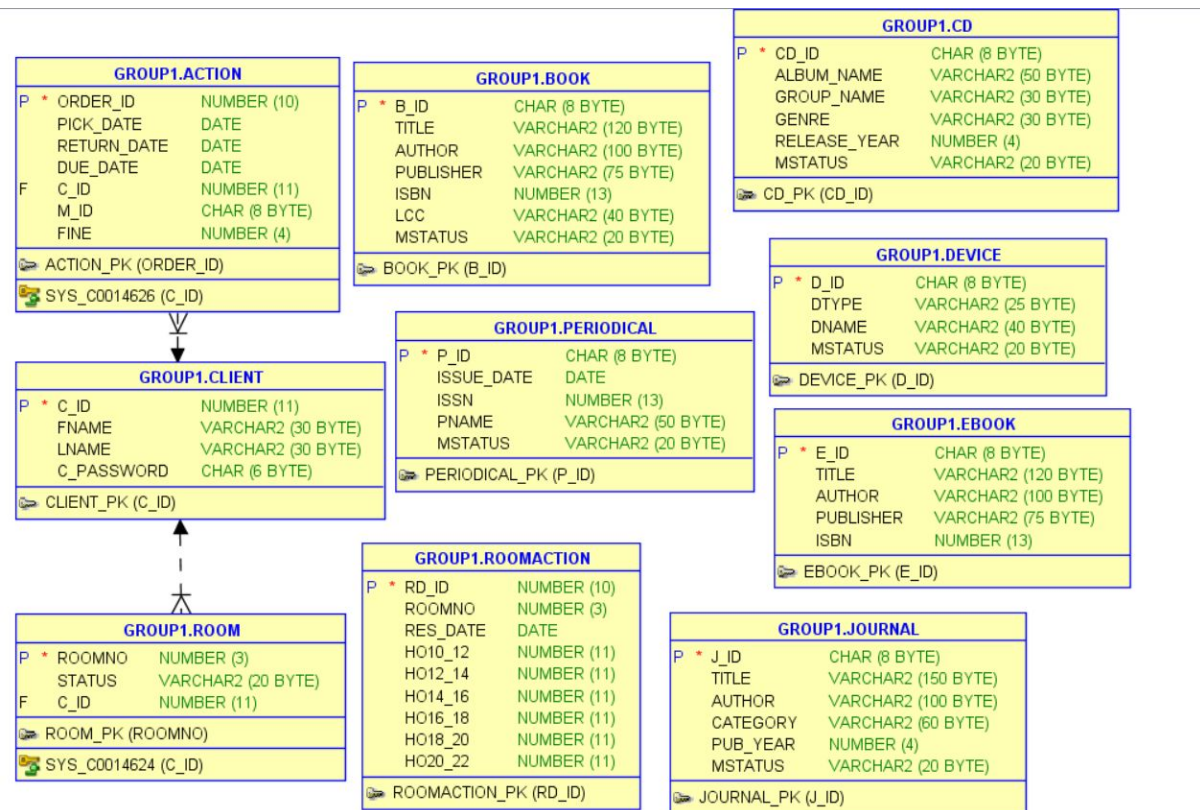 GROUP1.ACTION
P * ORDER_ID NUMBER (10)
PICK_DATE DATE
RETURN_DATE DATE
DUE_DATE DATE
F C_ID NUMBER (11)
M_ID CHAR (8 BYTE)
FINE NUMBER (4)
ACTION_PK (ORDER_ID)
SYS_C0014626 (C_ID)
GROUP1.BOOK
P * B_ID CHAR (8 BYTE)
TITLE VARCHAR2 (120 BYTE)
AUTHOR VARCHAR2 (100 BYTE)
PUBLISHER VARCHAR2 (75 BYTE)
ISBN NUMBER (13)
LCC VARCHAR2 (40 BYTE)
MSTATUS VARCHAR2 (20 BYTE)
BOOK_PK (B_ID)
GROUP1.CD
P * CD_ID CHAR (8 BYTE)
ALBUM_NAME VARCHAR2 (50 BYTE)
GROUP_NAME VARCHAR2 (30 BYTE)
GENRE VARCHAR2 (30 BYTE)
RELEASE_YEAR NUMBER (4)
MSTATUS VARCHAR2 (20 BYTE)
CD_PK (CD_ID)
GROUP1.DEVICE
P * D_ID CHAR (8 BYTE)
DTYPE VARCHAR2 (25 BYTE)
DNAME VARCHAR2 (40 BYTE)
MSTATUS VARCHAR2 (20 BYTE)
DEVICE_PK (D_ID)
GROUP1.CLIENT
P * C_ID NUMBER (11)
FNAME VARCHAR2 (30 BYTE)
LNAME VARCHAR2 (30 BYTE)
C_PASSWORD CHAR (6 BYTE)
CLIENT_PK (C_ID)
GROUP1.PERIODICAL
P * P_ID CHAR (8 BYTE)
ISSUE_DATE DATE
ISSN NUMBER (13)
PNAME VARCHAR2 (50 BYTE)
MSTATUS VARCHAR2 (20 BYTE)
PERIODICAL_PK (P_ID)
GROUP1.EBOOK
P * E_ID CHAR (8 BYTE)
TITLE VARCHAR2 (120 BYTE)
AUTHOR VARCHAR2 (100 BYTE)
PUBLISHER VARCHAR2 (75 BYTE)
ISBN NUMBER (13)
EBOOK_PK (E_ID)
GROUP1.ROOM
P * ROOMNO NUMBER (3)
STATUS VARCHAR2 (20 BYTE)
F C_ID NUMBER (11)
ROOM_PK (ROOMNO)
SYS_C0014624 (C_ID)
GROUP1.ROOMACTION
P * RD_ID NUMBER (10)
ROOMNO NUMBER (3)
RES_DATE DATE
HO10_12 NUMBER (11)
HO12_14 NUMBER (11)
HO14_16 NUMBER (11)
HO16_18 NUMBER (11)
HO18_20 NUMBER (11)
HO20_22 NUMBER (11)
ROOMACTION_PK (RD_ID)
GROUP1.JOURNAL
P * J_ID CHAR (8 BYTE)
TITLE VARCHAR2 (150 BYTE)
AUTHOR VARCHAR2 (100 BYTE)
CATEGORY VARCHAR2 (60 BYTE)
PUB_YEAR NUMBER (4)
MSTATUS VARCHAR2 (20 BYTE)
JOURNAL_PK (J_ID)